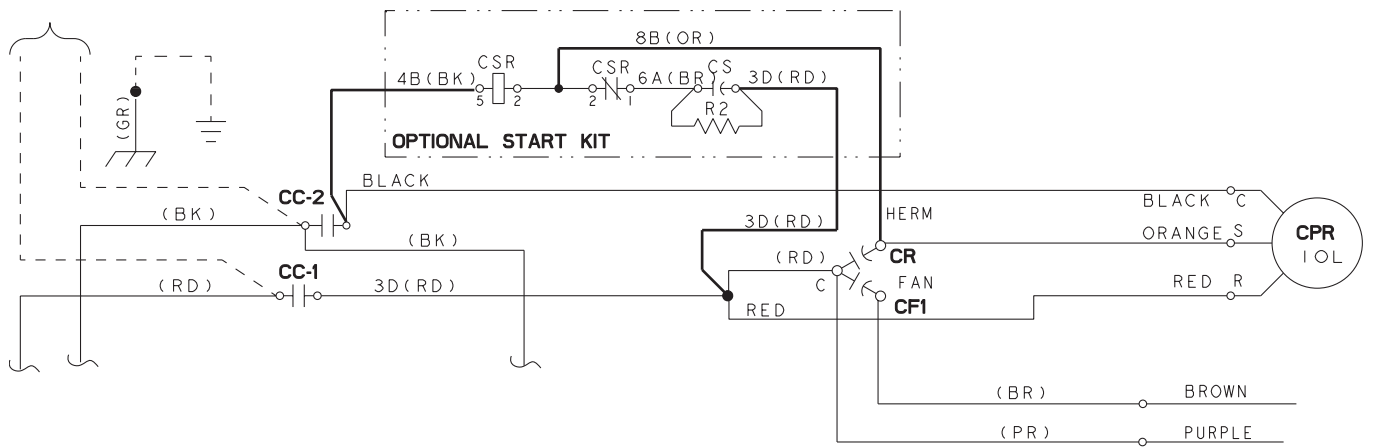 8B(OR)
CSR
CSR
CS
4B(BK)
6A(BR)
3D(RD)
5
2
2
1
R2
(GR)
OPTIONAL START KIT
BLACK
CC-2
BLACK
C
(BK)
3D(RD)
HERM
ORANGE
S
CPR
(BK)
IOL
(RD)
CR
CC-1
FAN
(RD)
3D(RD)
C
RED
R
RED
CF1
(BR)
BROWN
(PR)
PURPLE